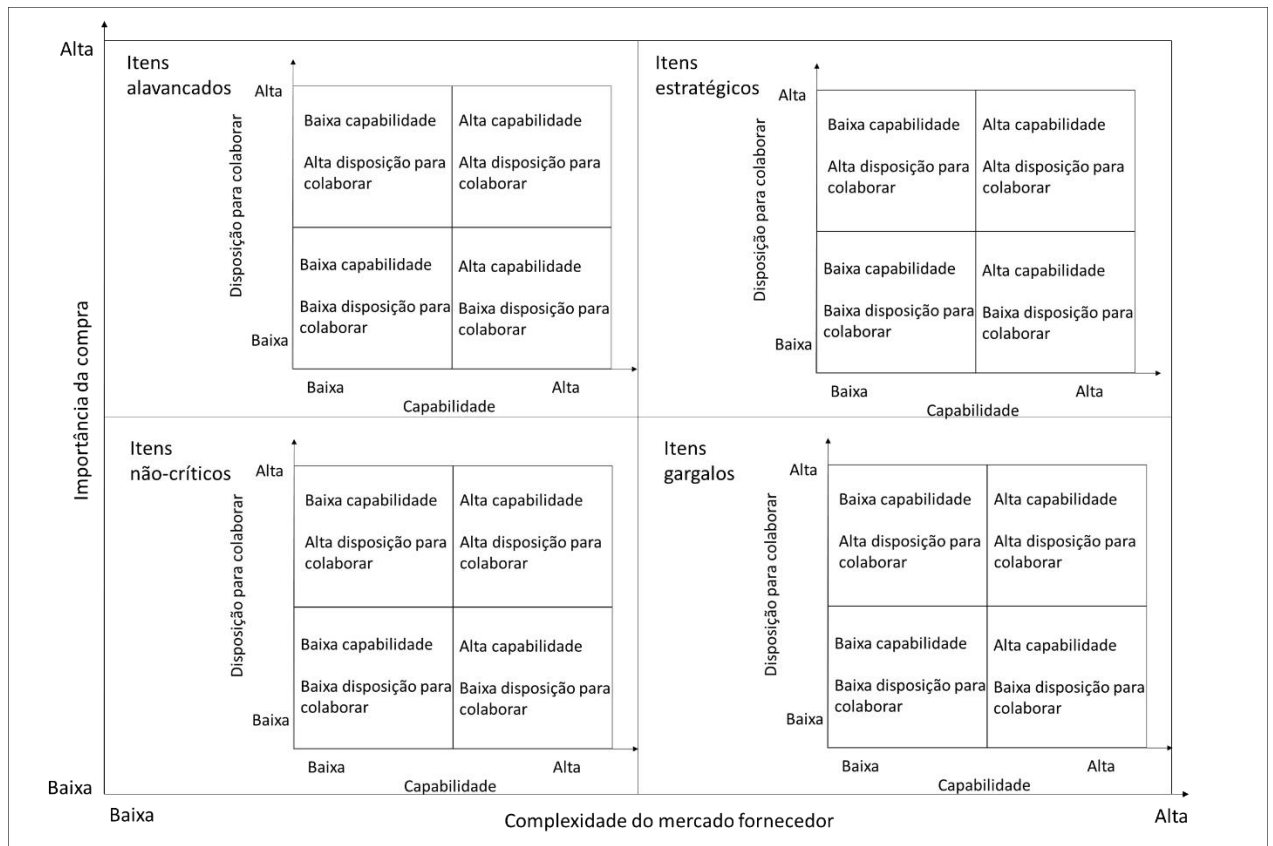 Alta
Importância da compra
Baixa
Itens
alavancados
Alta
Disposição para colaborar
Baixa
Baixa capabilidade
Alta disposição para
colaborar
Alta capabilidade
Alta disposição para
colaborar
Baixa capabilidade
Baixa disposição para
colaborar
Alta capabilidade
Baixa disposição para
colaborar
Baixa
Alta
Capabilidade
Itens
estratégicos
Alta
Disposição para colaborar
Baixa
Baixa capabilidade
Alta disposição para
colaborar
Alta capabilidade
Alta disposição para
colaborar
Baixa capabilidade
Baixa disposição para
colaborar
Alta capabilidade
Baixa disposição para
colaborar
Baixa
Alta
Capabilidade
Itens
não-críticos
Alta
Disposição para colaborar
Baixa
Baixa capabilidade
Alta disposição para
colaborar
Alta capabilidade
Alta disposição para
colaborar
Baixa capabilidade
Baixa disposição para
colaborar
Alta capabilidade
Baixa disposição para
colaborar
Baixa
Alta
Capabilidade
Itens
gargalos
Alta
Disposição para colaborar
Baixa
Baixa capabilidade
Alta disposição para
colaborar
Alta capabilidade
Alta disposição para
colaborar
Baixa capabilidade
Baixa disposição para
colaborar
Alta capabilidade
Baixa disposição para
colaborar
Baixa
Alta
Capabilidade
Baixa
Complexidade do mercado fornecedor
Alta